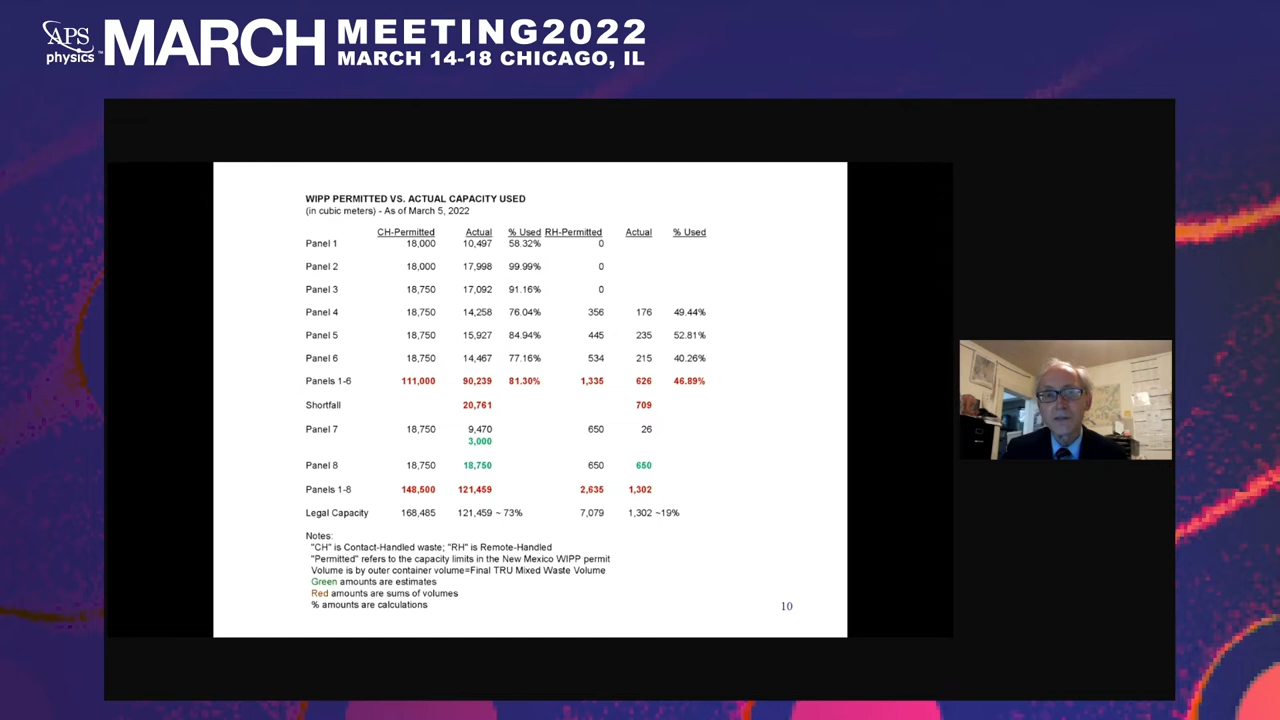 APS physics MARCH MEETING2022
MARCH 14-18 CHICAGO, IL
WIPP PERMITTED VS. ACTUAL CAPACITY USED
(in cubic meters) - As of March 5, 2022
CH-Permitted Actual % Used RH-Permitted Actual % Used
Panel 1 18,000 10,497 58.32% 0
Panel 2 18,000 17,998 99.99% 0
Panel 3 18,750 17,092 91.16% 0
Panel 4 18,750 14,258 76.04% 356 176 49.44%
Panel 5 18,750 15,927 84.94% 445 235 52.81%
Panel 6 18,750 14,467 77.16% 534 215 40.26%
Panels 1-6 111,000 90,239 81.30% 1,335 626 46.89%
Shortfall 20,761 709
Panel 7 18,750 9,470 650 26
3,000
Panel 8 18,750 18,750 650 650
Panels 1-8 148,500 121,459 2,635 1,302
Legal Capacity 168,485 121,459 ~ 73% 7,079 1,302 ~19%
Notes:
"CH" is Contact-Handled waste; "RH" is Remote-Handled
"Permitted" refers to the capacity limits in the New Mexico WIPP permit
Volume is by outer container volume=Final TRU Mixed Waste Volume
Green amounts are estimates
Red amounts are sums of volumes
% amounts are calculations
10